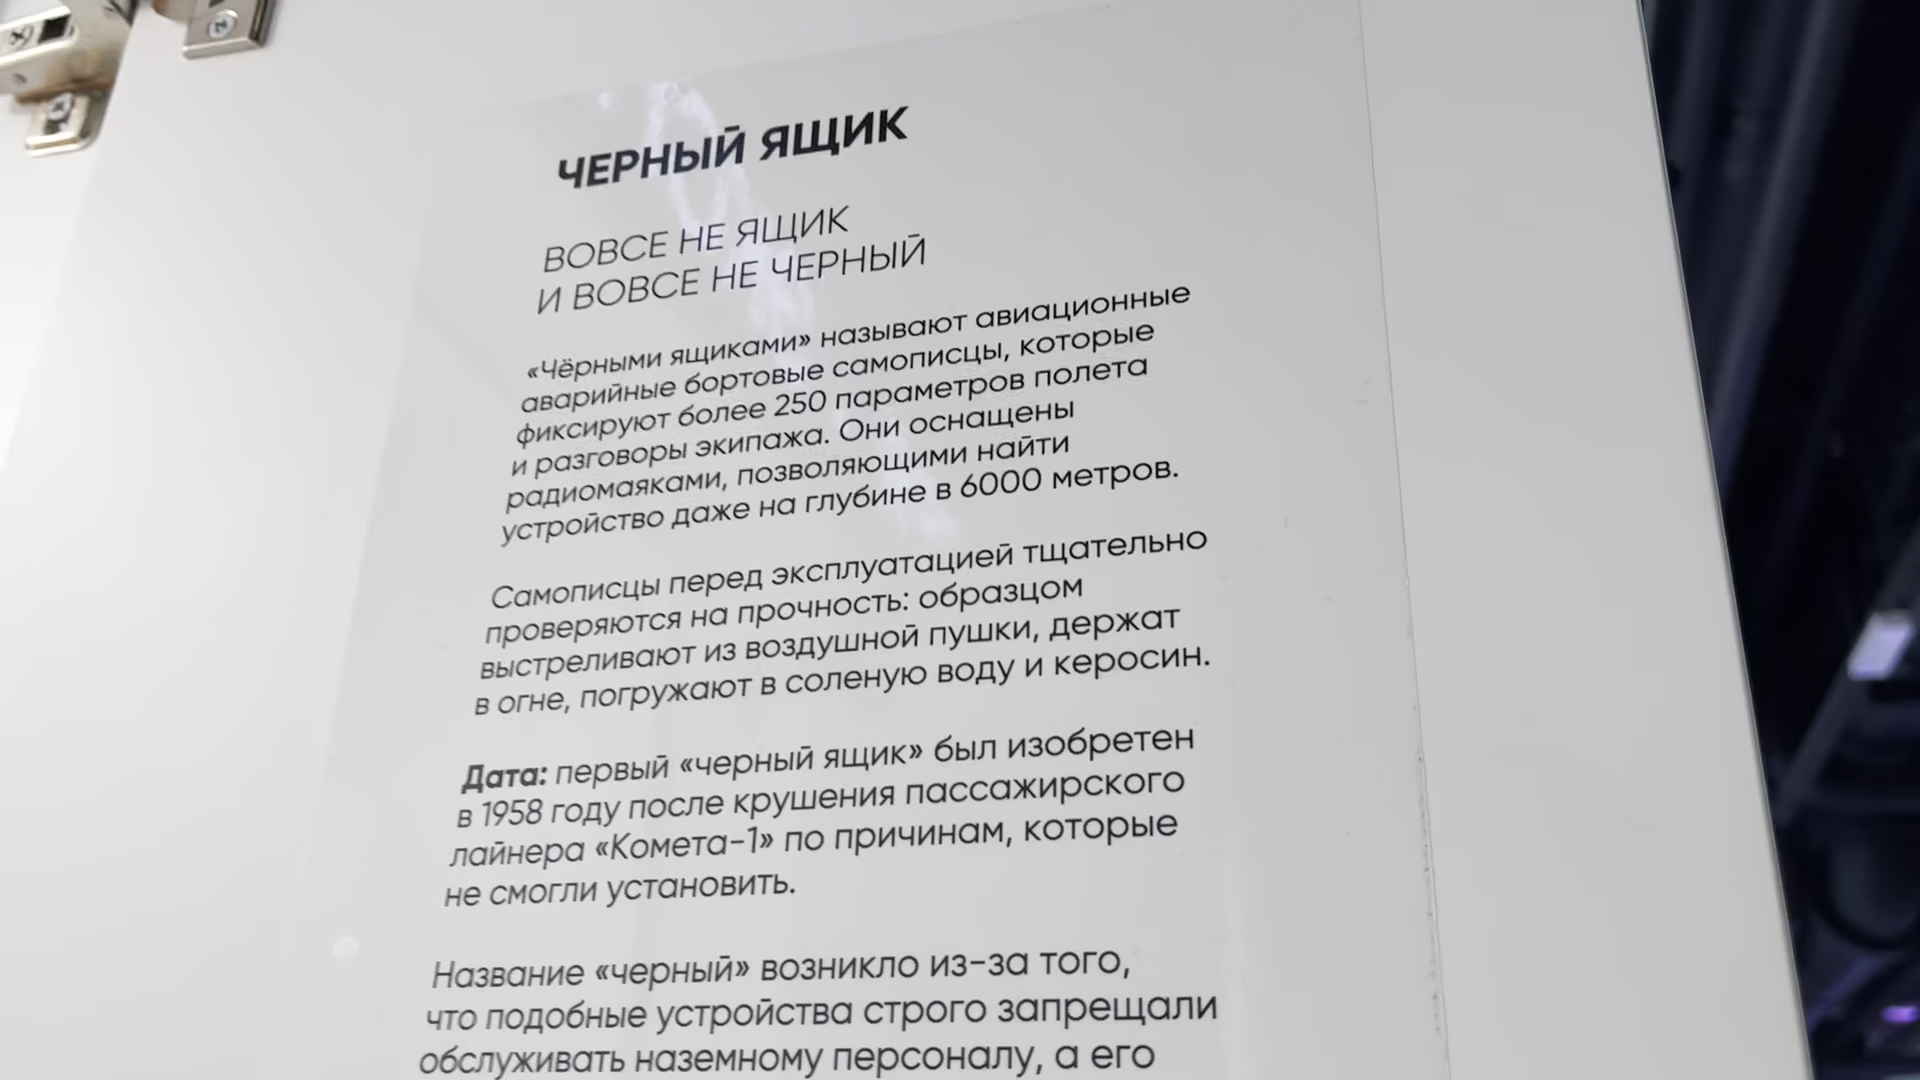 ЧЕРНЫЙ ЯЩИК
ВОВСЕ НЕ ЯЩИК
И ВОВСЕ НЕ ЧЕРНЫЙ
«Чёрными ящиками» называют авиационные
аварийные бортовые самописцы, которые
фиксируют более 250 параметров полета
и разговоры экипажа. Они оснащены
радиомаяками, позволяющими найти
устройство даже на глубине в 6000 метров.
Самописцы перед эксплуатацией тщательно
проверяются на прочность: образцом
выстреливают из воздушной пушки, держат
в огне, погружают в соленую воду и керосин.
Дата: первый «черный ящик» был изобретен
в 1958 году после крушения пассажирского
лайнера «Комета-1» по причинам, которые
не смогли установить.
Название «черный» возникло из-за того,
что подобные устройства строго запрещали
обслуживать наземному персоналу, а его